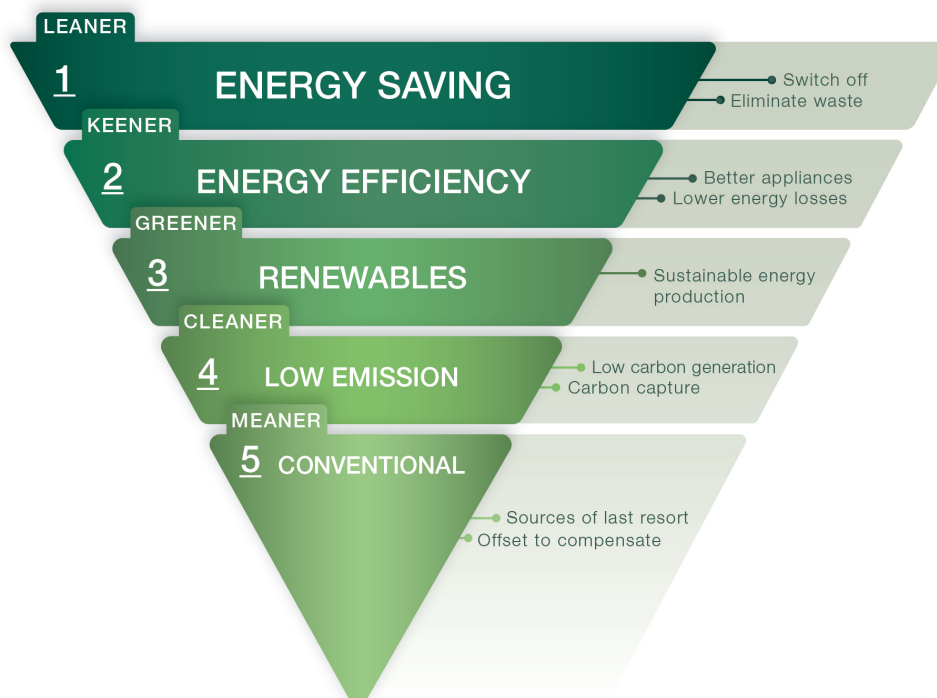 LEANER
1 ENERGY SAVING
Switch off
Eliminate waste
KEENER
2 ENERGY EFFICIENCY
Better appliances
Lower energy losses
GREENER
3 RENEWABLES
Sustainable energy
production
CLEANER
4 LOW EMISSION
Low carbon generation
Carbon capture
MEANER
5 CONVENTIONAL
Sources of last resort
Offset to compensate